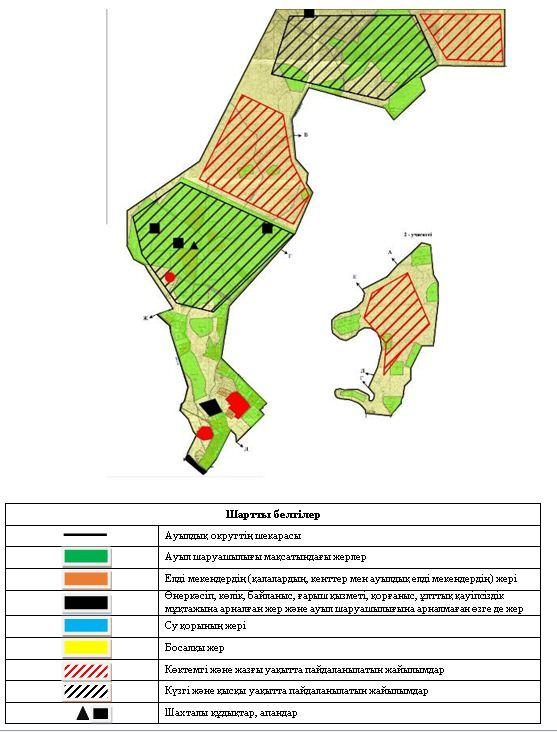 В
2 - учаскесі
А
Г
Ж
Д
Шартты белгілер
Ауылдық округтің шекарасы
Ауыл шаруашылығы мақсатындағы жерлер
Елді мекендердің (қалалардың, кенттер мен ауылдық елді мекендердің) жері
Өнеркәсіп, көлік, байланыс, ғарыш қызметі, қорғаныс, ұлттық қауіпсіздік
мұқтажына арналған жер және ауыл шаруашылығына арналмаған өзге де жер
Су қорының жері
Босалқы жер
Көктемгі және жазғы уақытта пайдаланылатын жайылымдар
Күзгі және қысқы уақытта пайдаланылатын жайылымдар
Шахталы құдықтар, апандар